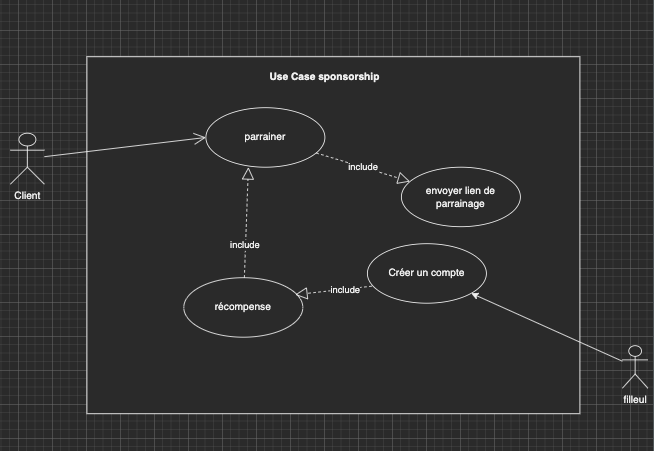 Use Case sponsorship
parrainer
include
Client
envoyer lien de
parrainage
include
Créer un compte
include
récompense
filleul